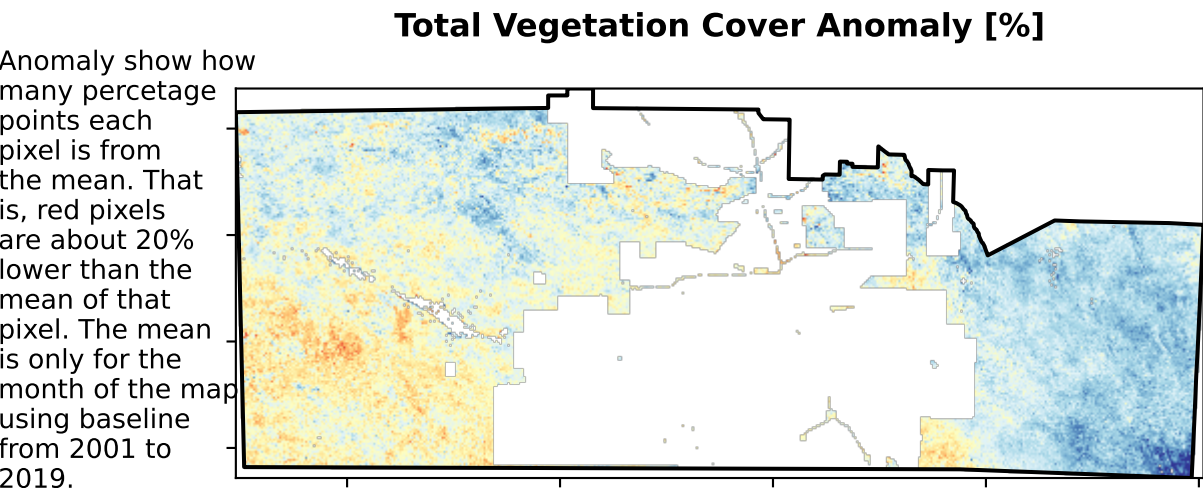 Total Vegetation Cover Anomaly [%]
Anomaly show how
many percetage
points each
pixel is from
the mean. That
is, red pixels
are about 20%
lower than the
mean of that
pixel. The mean
is only for the
month of the map
using baseline
from 2001 to
2019.